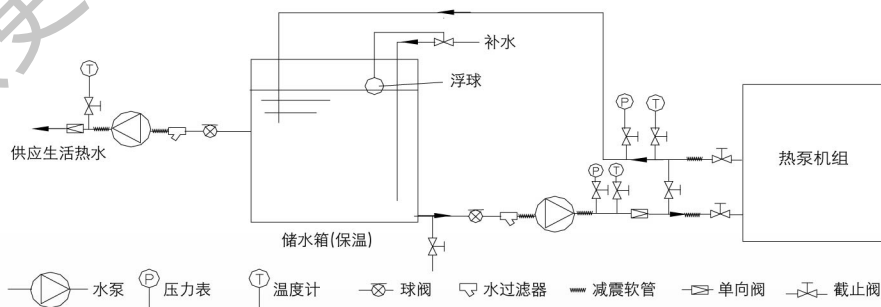 使
补水
浮球
T
供应生活热水
P
T
P
T
热泵机组
储水箱(保温)
水泵
P 压力表
T 温度计
球阀
水过滤器
减震软管
单向阀
截止阀